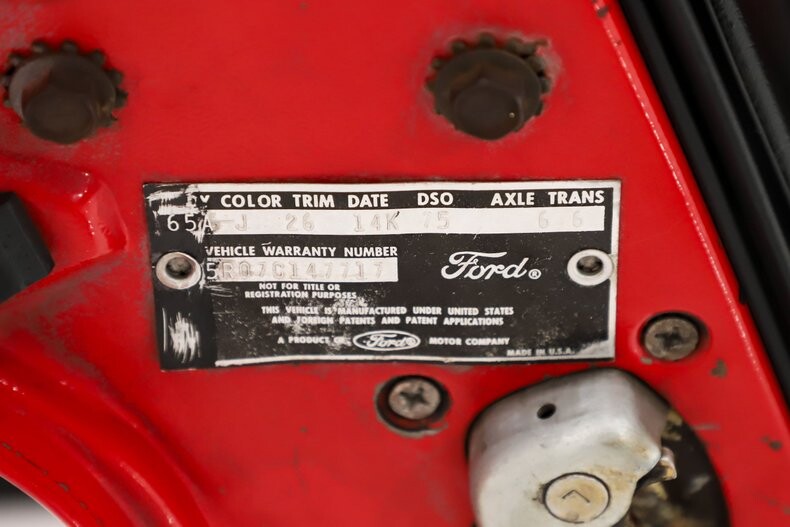 DY COLOR TRIM DATE DSO AXLE TRANS
65A J 26 14K 75 6 6
VEHICLE WARRANTY NUMBER
5R07C147717
Ford®
NOT FOR TITLE OR
REGISTRATION PURPOSES
THIS VEHICLE IS MANUFACTURED UNDER UNITED STATES
AND FOREIGN PATENTS AND PATENT APPLICATIONS
A PRODUCT OF Ford MOTOR COMPANY
MADE IN U.S.A.